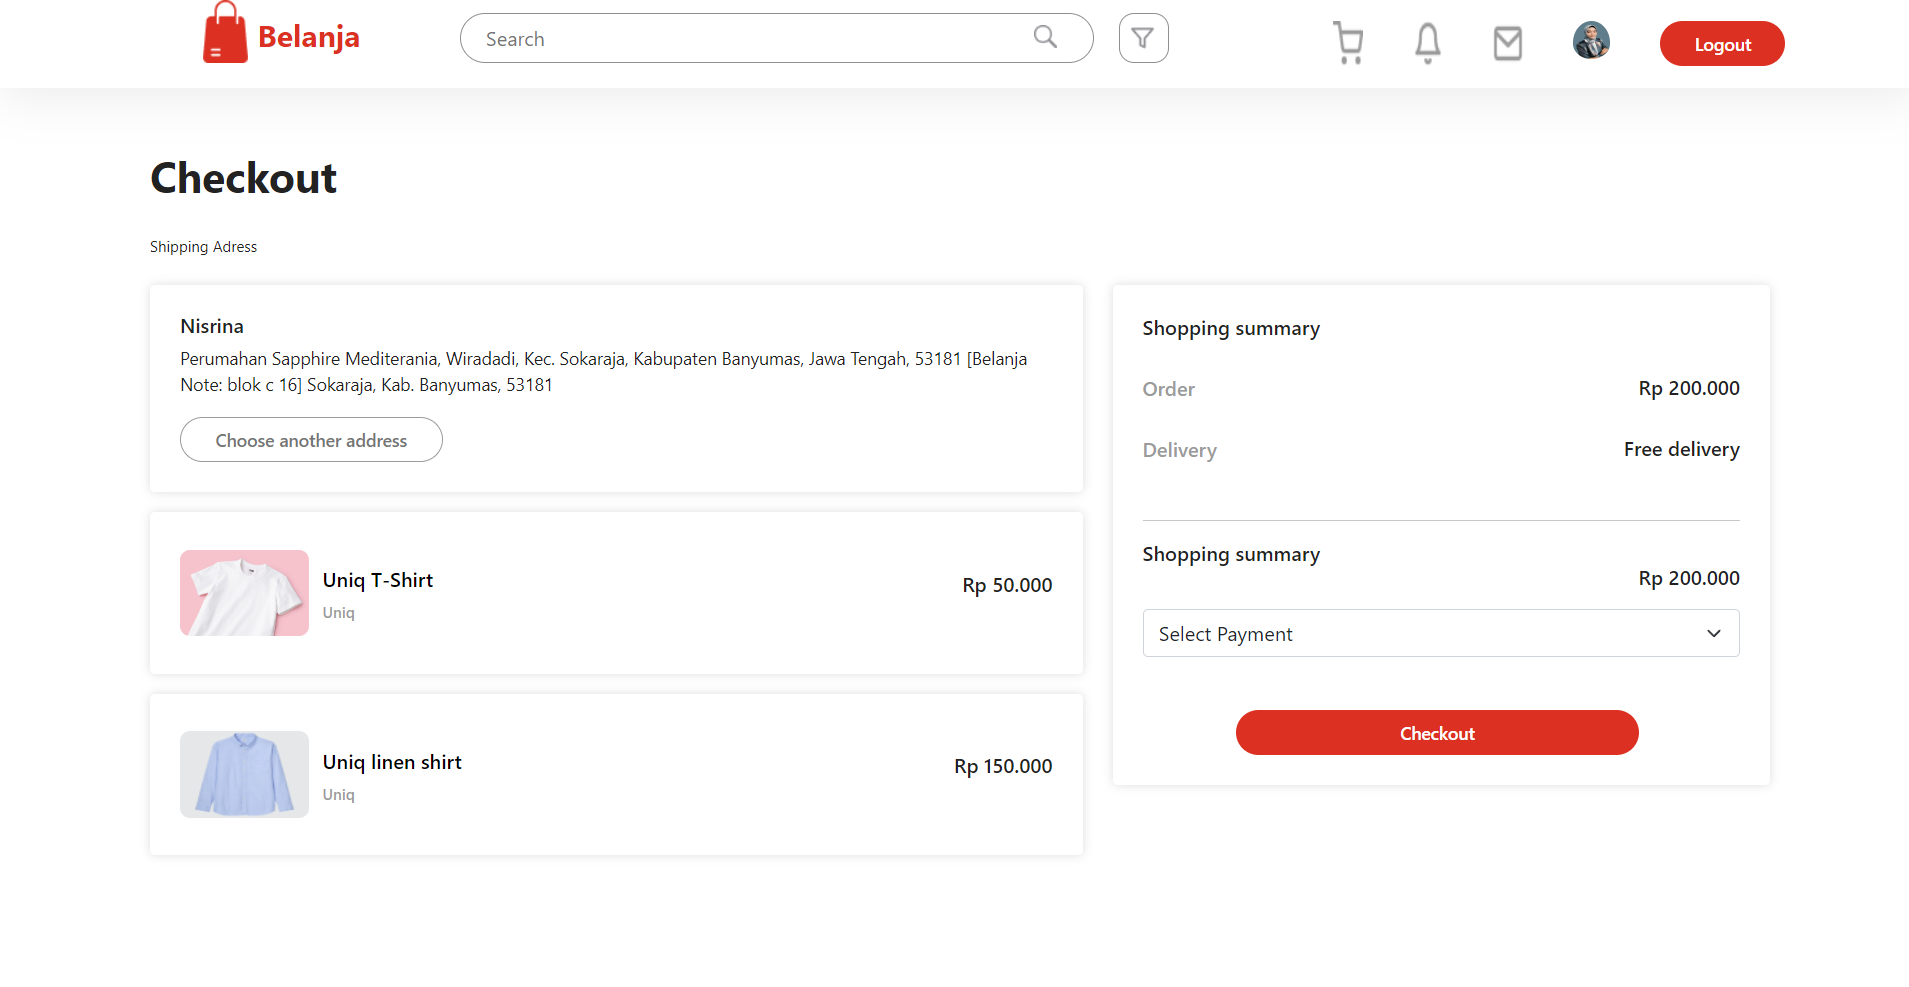 Belanja
Search
Logout
Checkout
Shipping Adress
Nisrina
Perumahan Sapphire Mediterania, Wiradadi, Kec. Sokaraja, Kabupaten Banyumas, Jawa Tengah, 53181 [Belanja
Note: blok c 16] Sokaraja, Kab. Banyumas, 53181
Choose another address
Uniq T-Shirt
Uniq
Rp 50.000
Uniq linen shirt
Uniq
Rp 150.000
Shopping summary
Order
Rp 200.000
Delivery
Free delivery
Shopping summary
Rp 200.000
Select Payment
Checkout